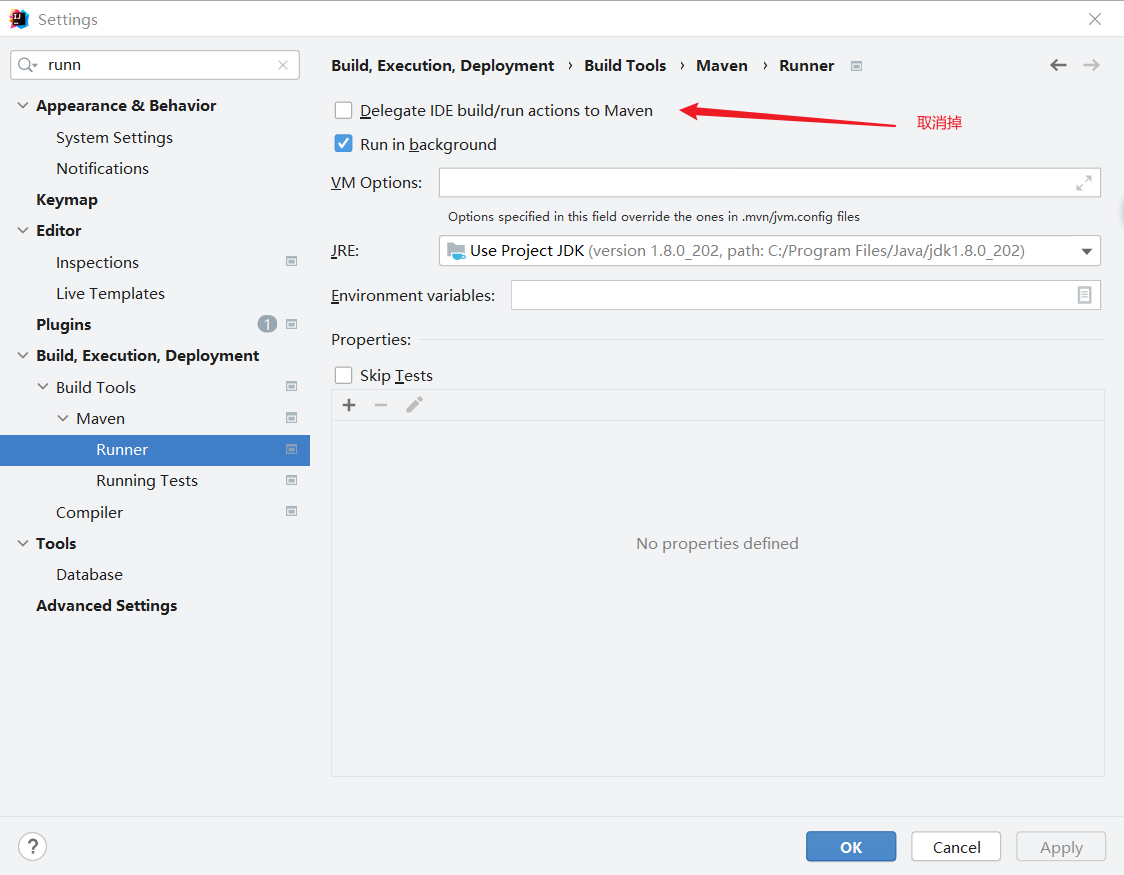 Settings
runn
Build, Execution, Deployment › Build Tools › Maven › Runner
Appearance & Behavior
System Settings
Notifications
Keymap
Editor
Inspections
Live Templates
Plugins 1
Build, Execution, Deployment
Build Tools
Maven
Runner
Running Tests
Compiler
Tools
Database
Advanced Settings
Delegate IDE build/run actions to Maven
取消掉
Run in background
VM Options:
Options specified in this field override the ones in .mvn/jvm.config files
JRE: Use Project JDK (version 1.8.0_202, path: C:/Program Files/Java/jdk1.8.0_202)
Environment variables:
Properties:
Skip Tests
No properties defined
?
OK Cancel Apply